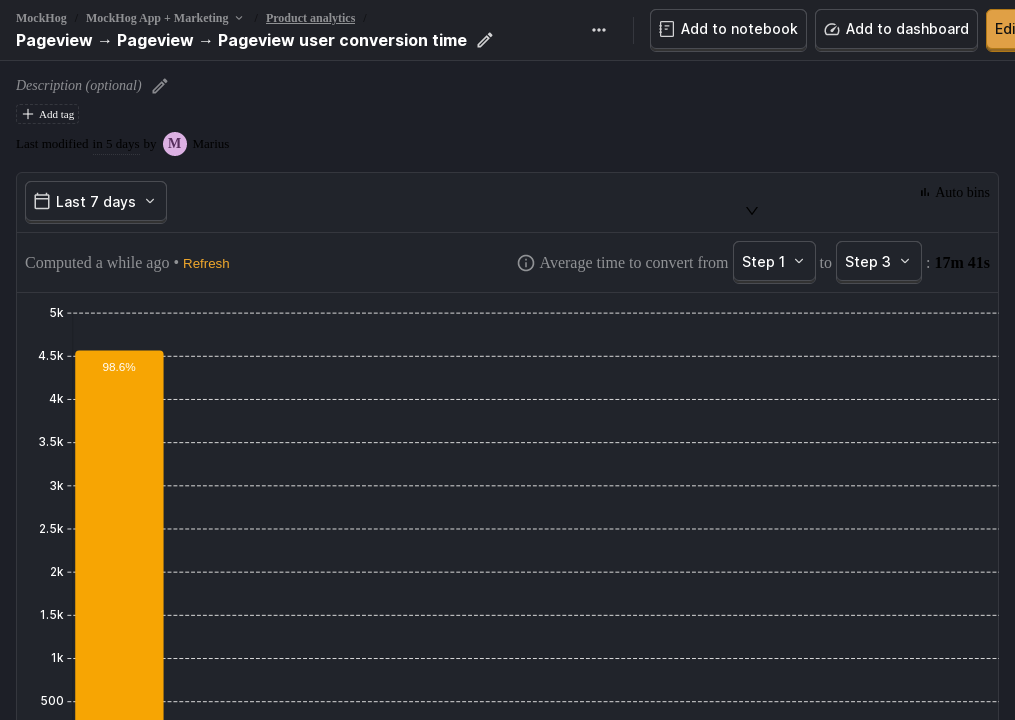 MockHog / MockHog App + Marketing / Product analytics /
Pageview → Pageview → Pageview user conversion time
Add to notebook
Add to dashboard
Edi
Description (optional)
Add tag
Last modified in 5 days by M Marius
Last 7 days
Auto bins
Computed a while ago • Refresh
Average time to convert from Step 1 to Step 3 : 17m 41s
5k
4.5k
98.6%
4k
3.5k
3k
2.5k
2k
1.5k
1k
500